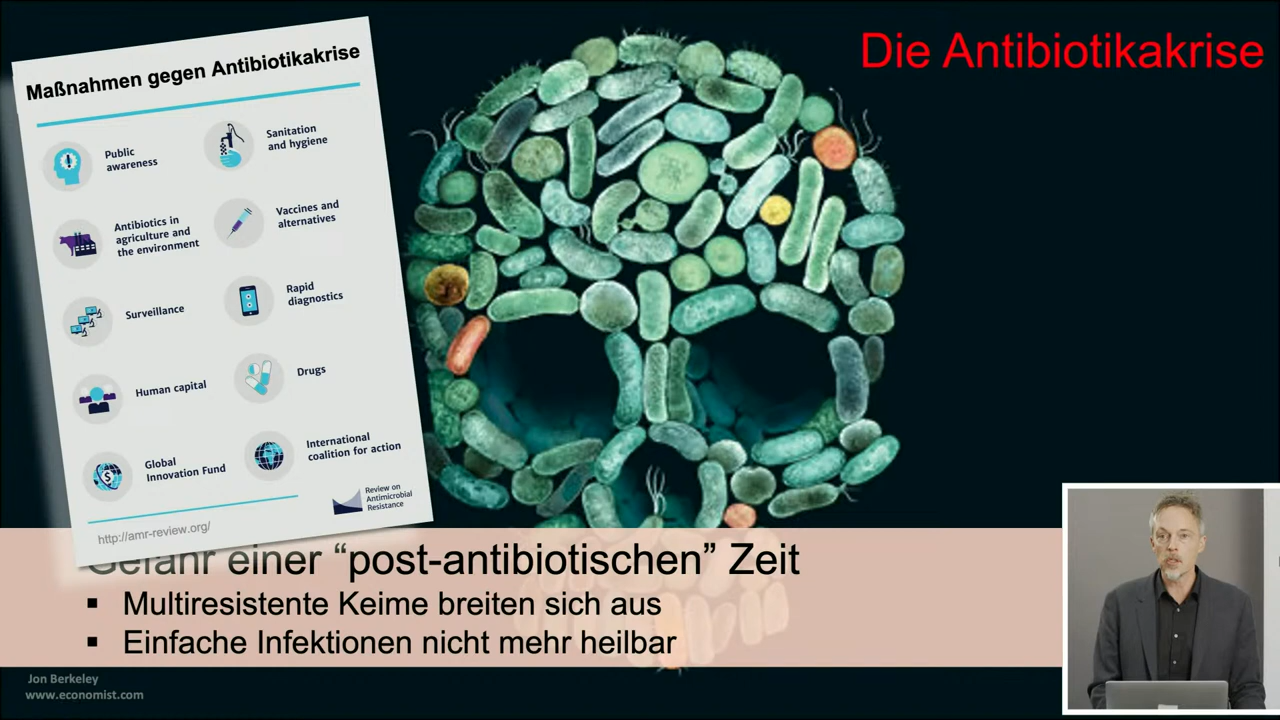 Die Antibiotikakrise
Maßnahmen gegen Antibiotikakrise
Public
awareness
Sanitation
and hygiene
Antibiotics in
agriculture and
the environment
Vaccines and
alternatives
Surveillance
Rapid
diagnostics
Human capital
Drugs
Global
Innovation Fund
International
coalition for action
Review on
Antimicrobial
Resistance
http://amr-review.org/
Gefahr einer “post-antibiotischen” Zeit
▪ Multiresistente Keime breiten sich aus
▪ Einfache Infektionen nicht mehr heilbar
Jon Berkeley
www.economist.com